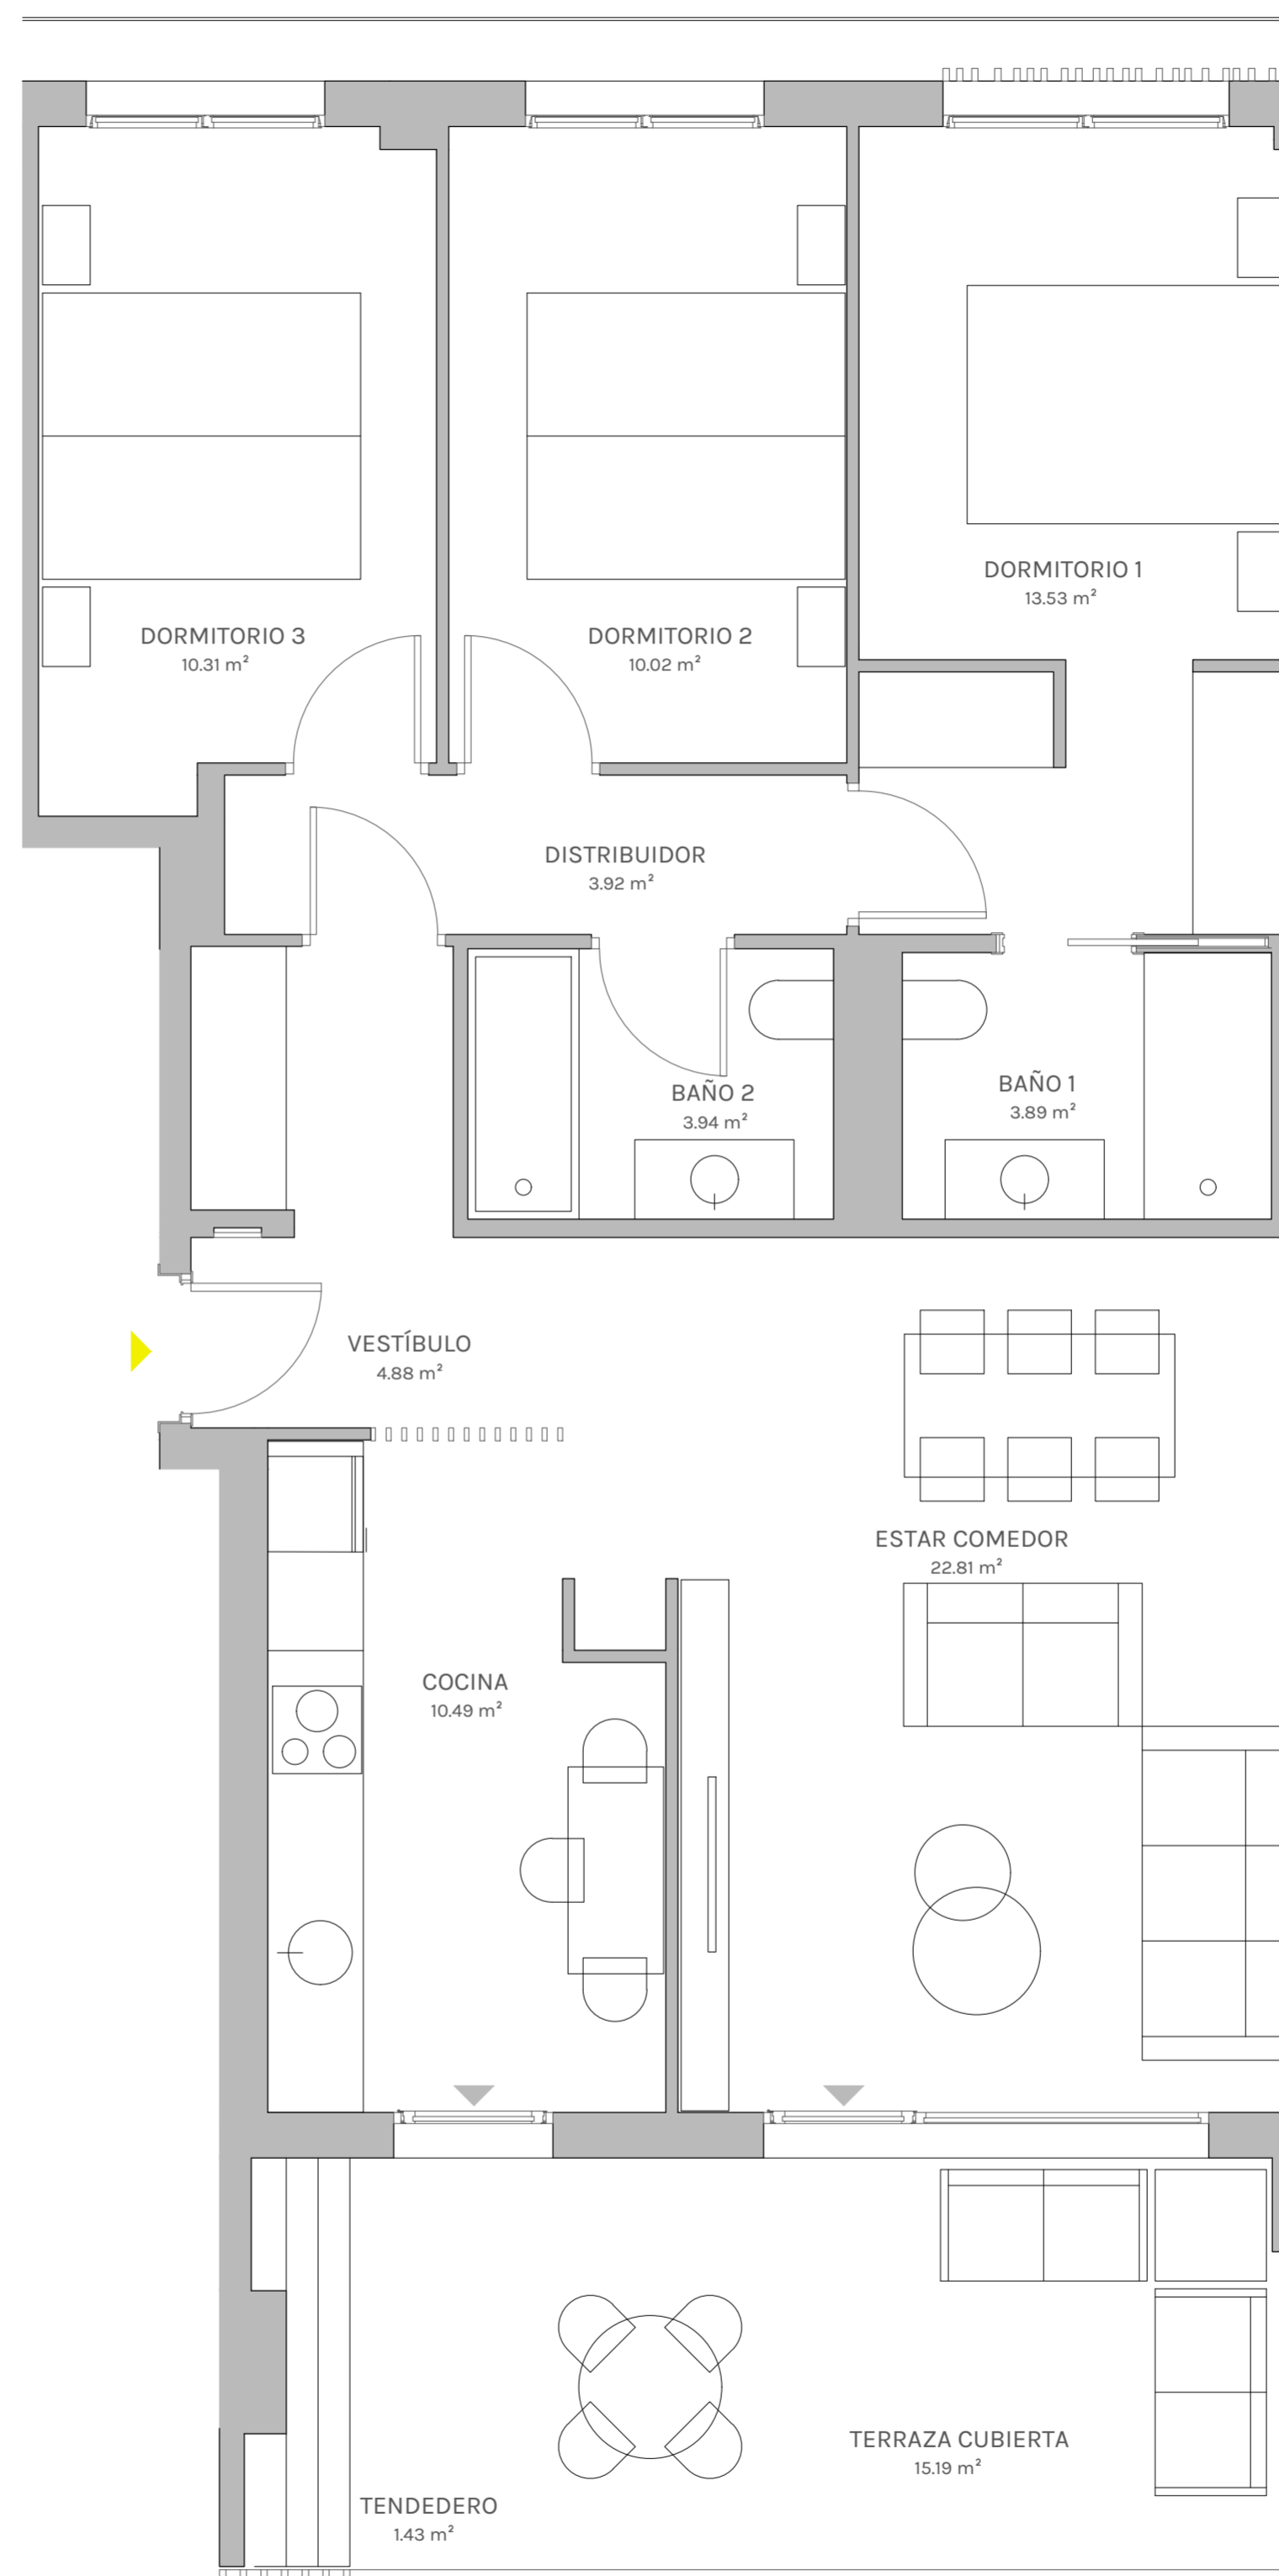 DORMITORIO 1
13.53 m²
DORMITORIO 3
10.31 m²
DORMITORIO 2
10.02 m²
DISTRIBUIDOR
3.92 m²
BAÑO 2
3.94 m²
BAÑO 1
3.89 m²
VESTÍBULO
4.88 m²
ESTAR COMEDOR
22.81 m²
COCINA
10.49 m²
TERRAZA CUBIERTA
15.19 m²
TENDEDERO
1.43 m²